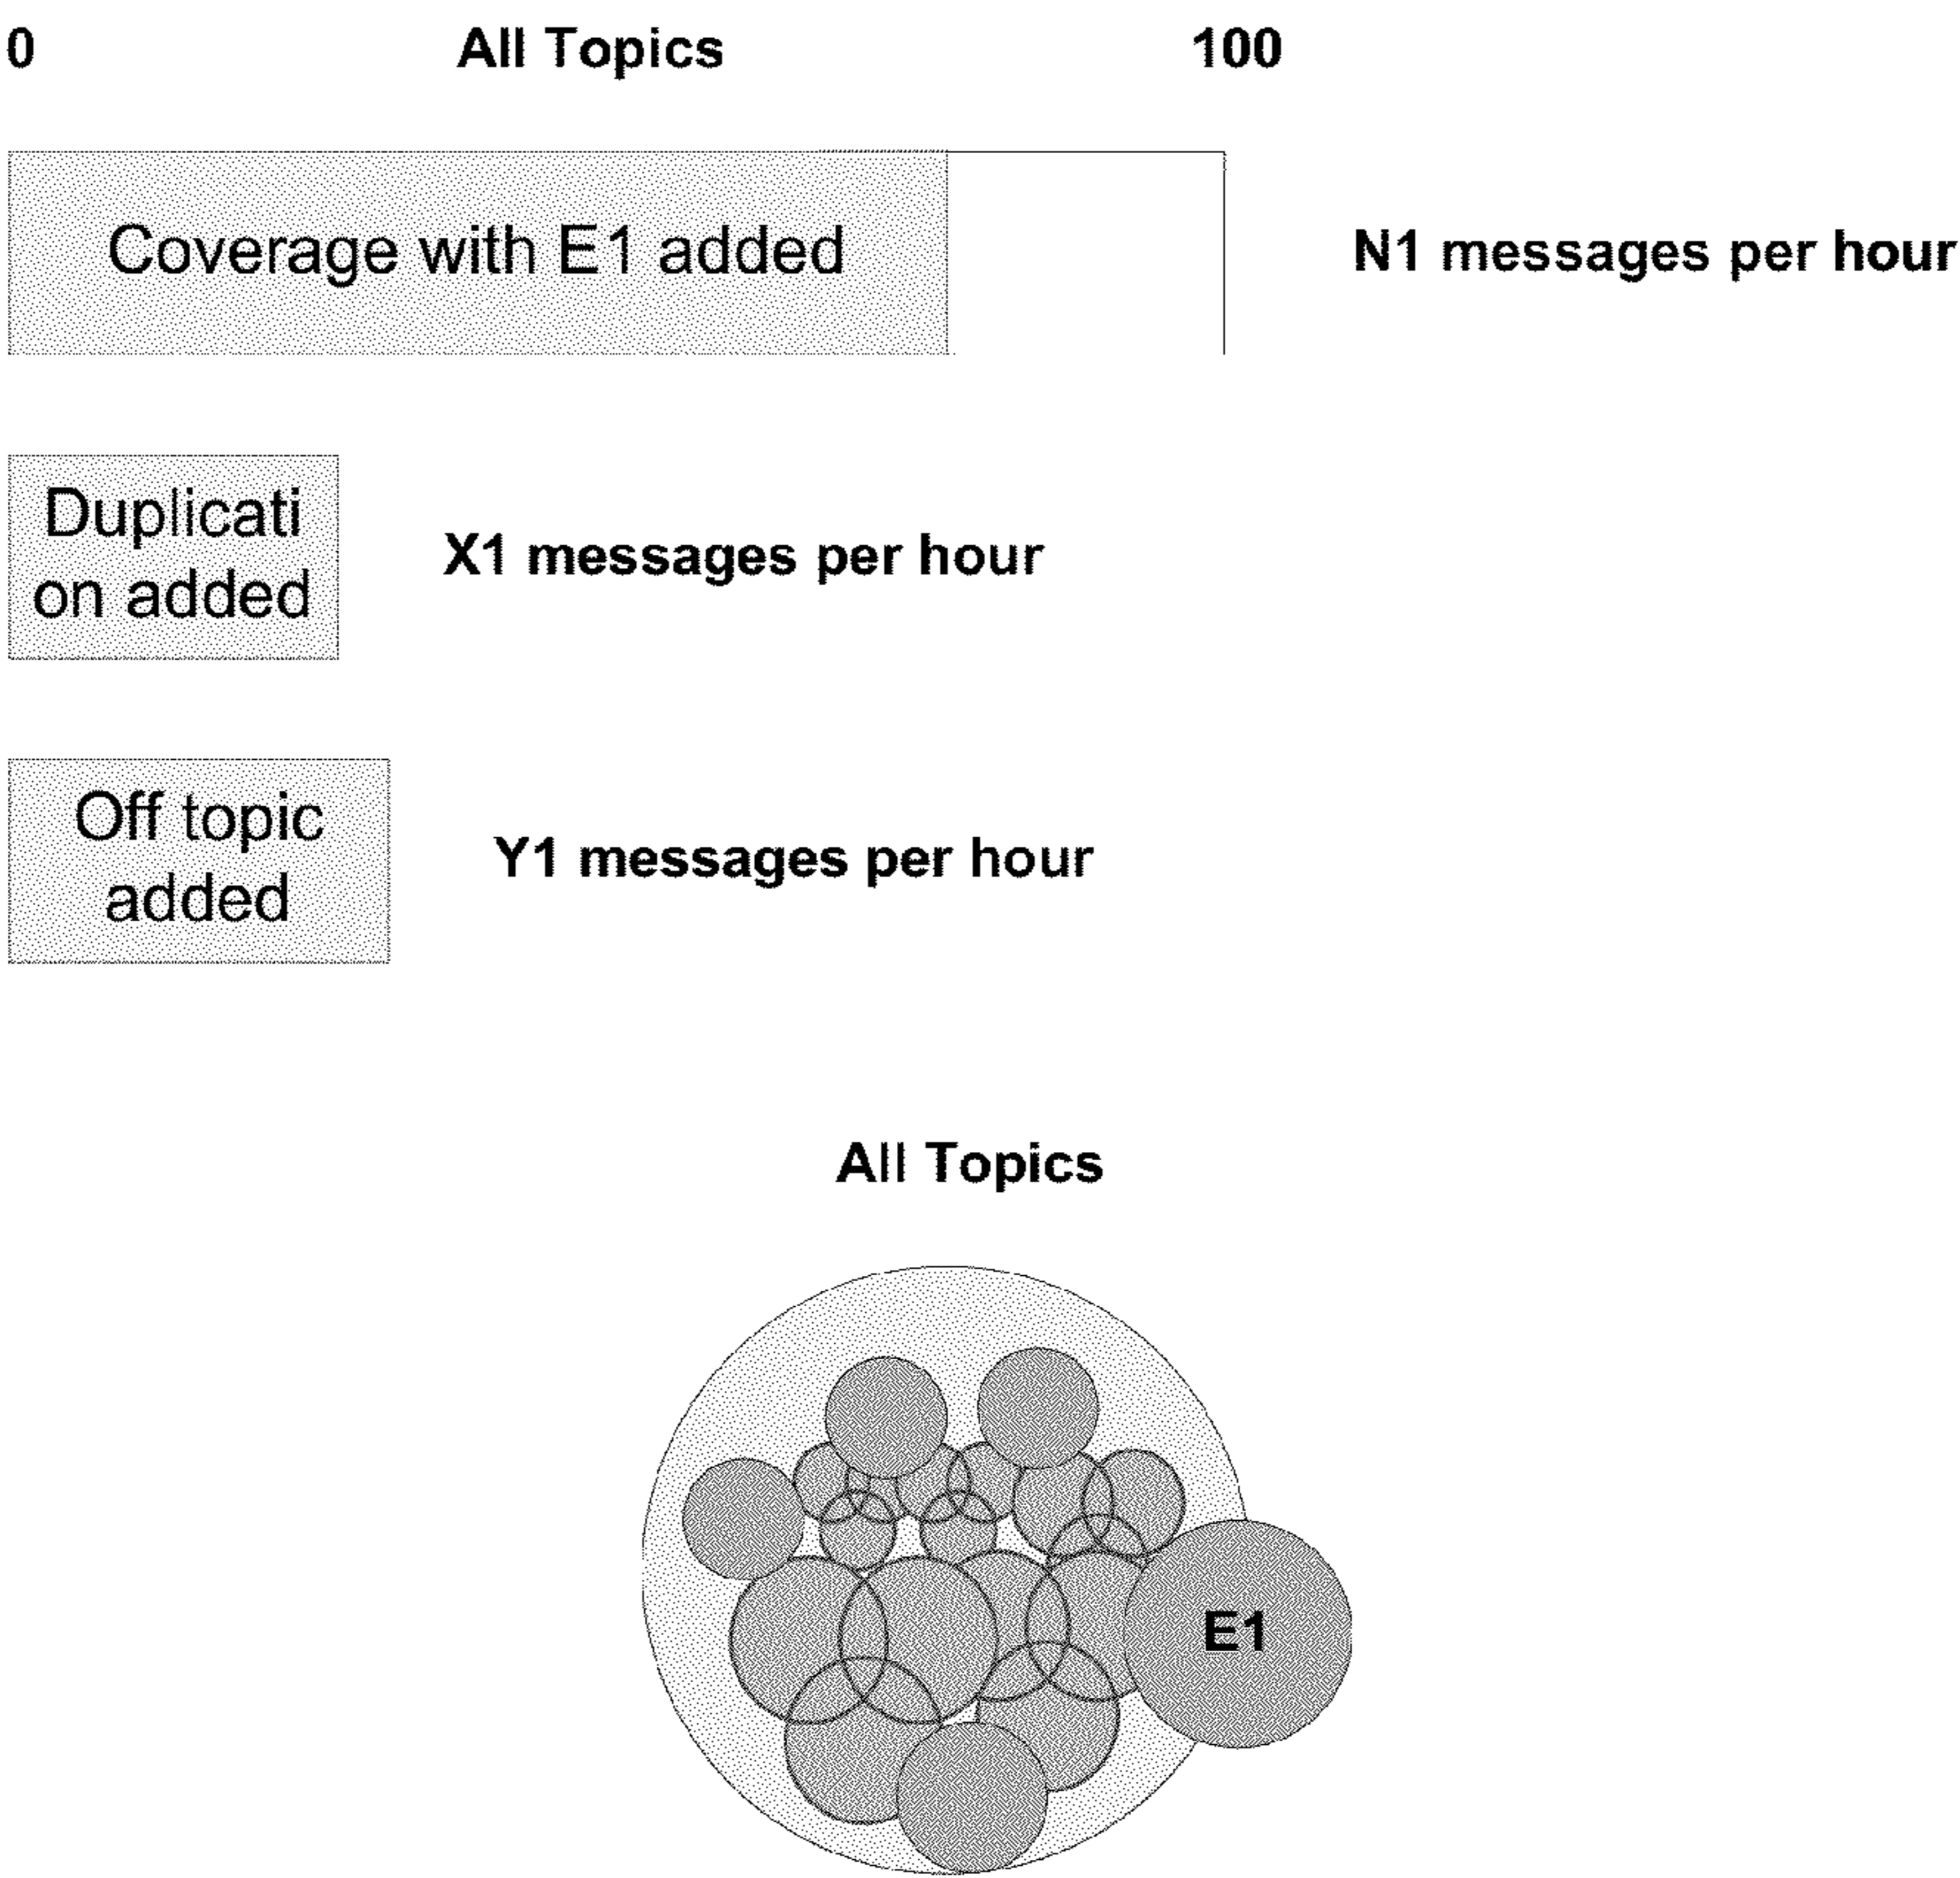 0 All Topics 100
Coverage with E1 added
N1 messages per hour
Duplicati
on added
X1 messages per hour
Off topic
added
Y1 messages per hour
All Topics
E1